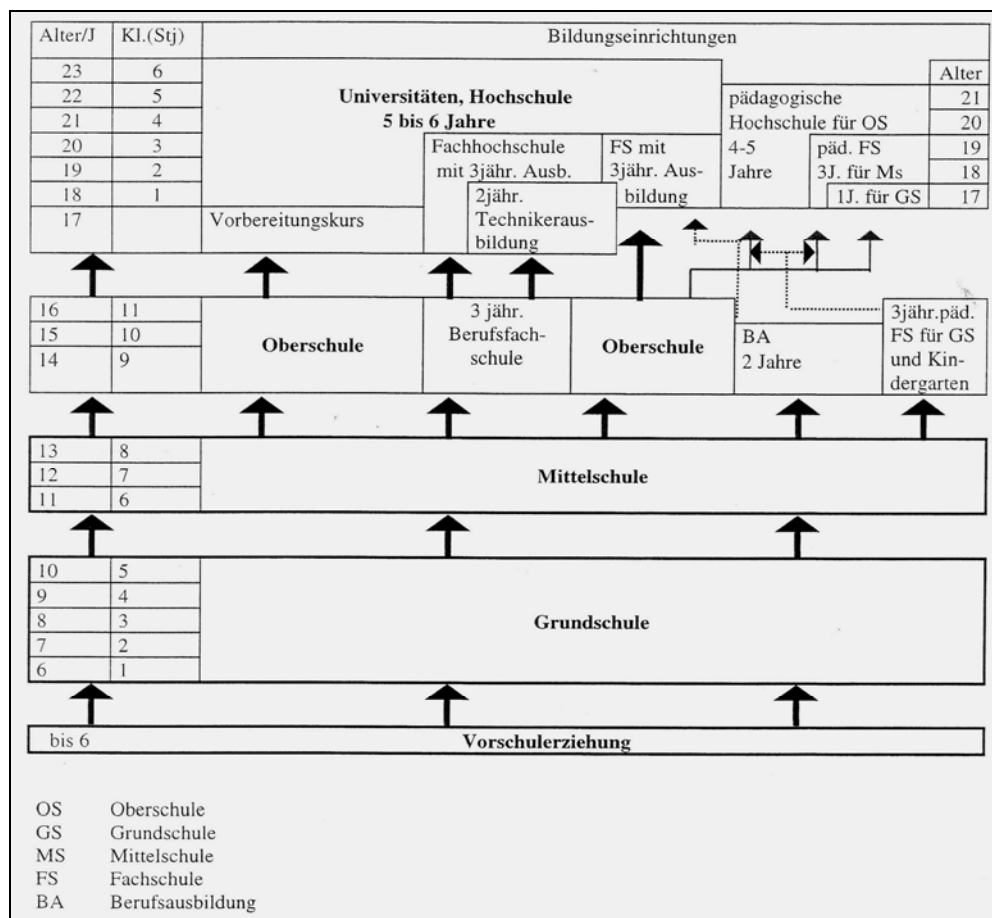 Alter/J Kl.(Stj) Bildungseinrichtungen
23 6 Alter
22 5 Universitäten, Hochschule pädagogische 21
21 4 5 bis 6 Jahre Hochschule für OS 20
20 3 Fachhochschule FS mit 4-5 päd. FS 19
19 2 mit 3jähr. Ausb. 3jähr. Aus- Jahre 3J. für Ms 18
18 1 2jähr. bildung 1J. für GS 17
17 Vorbereitungskurs Technikeraus-
bildung
16 11 3 jähr. 3jähr.päd.
15 10 Oberschule Berufsfach- Oberschule BA FS für GS
14 9 schule 2 Jahre und Kin-
dergarten
13 8
12 7 Mittelschule
11 6
10 5
9 4
8 3 Grundschule
7 2
6 1
bis 6 Vorschulerziehung
OS Oberschule
GS Grundschule
MS Mittelschule
FS Fachschule
BA Berufsausbildung